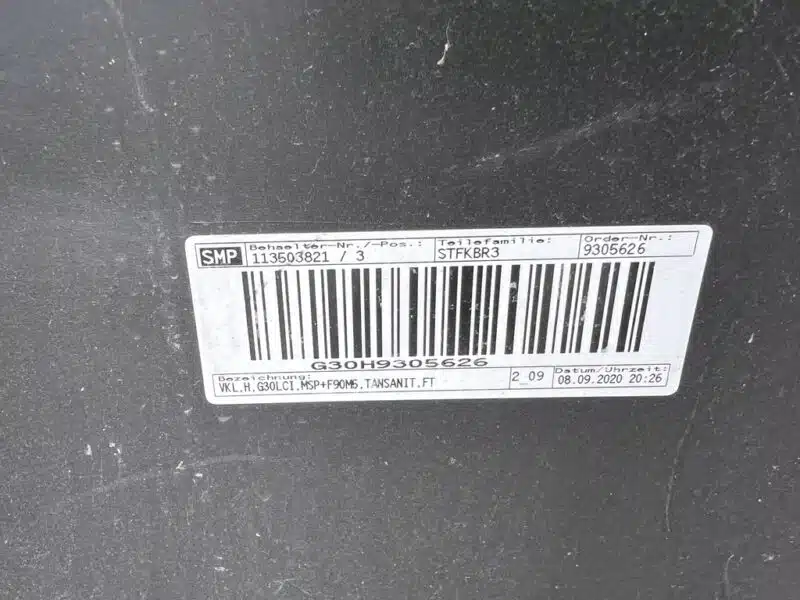 SMP
Behaelter-Nr./-Pos.: Teilefamilie: Order-Nr.:
113503821 / 3 STFKBR3 9305626
G30H9305626
Bezeichnung: 2_09 Datum/Uhrzeit:
VKL,H,G30LCI,MSP+F90M5,TANSANIT,FT 08.09.2020 20:26